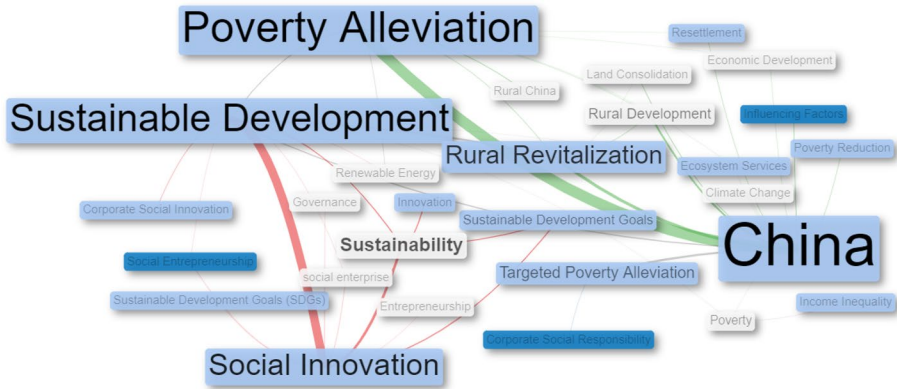 Poverty Alleviation
Resettlement
Economic Development
Land Consolidation
Rural China
Rural Development
Influencing Factors
Sustainable Development
Rural Revitalization
Poverty Reduction
Ecosystem Services
Renewable Energy
Climate Change
Governance
Innovation
Corporate Social Innovation
Sustainable Development Goals
Sustainability
China
Social Entrepreneurship
social enterprise
Targeted Poverty Alleviation
Sustainable Development Goals (SDGs)
Entrepreneurship
Income Inequality
Poverty
Corporate Social Responsibility
Social Innovation